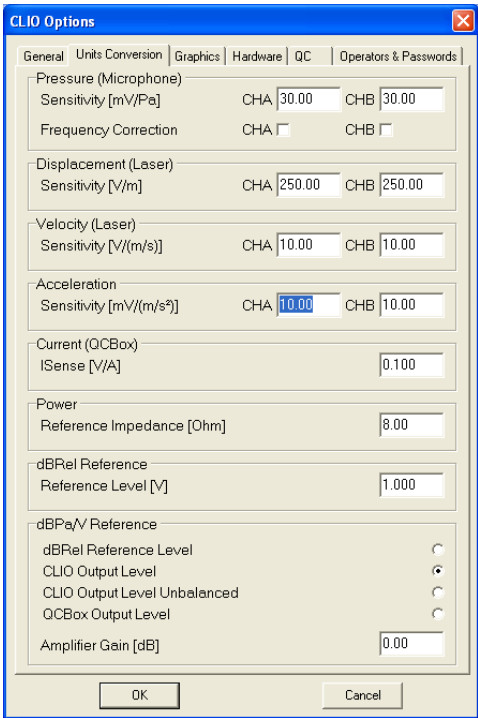 CLIO Options
General Units Conversion Graphics Hardware QC Operators & Passwords
Pressure (Microphone)
Sensitivity [mV/Pa] CHA 30.00 CHB 30.00
Frequency Correction CHA CHB
Displacement (Laser)
Sensitivity [V/m] CHA 250.00 CHB 250.00
Velocity (Laser)
Sensitivity [V/(m/s)] CHA 10.00 CHB 10.00
Acceleration
Sensitivity [mV/(m/s²)] CHA 10.00 CHB 10.00
Current (QCBox)
ISense [V/A] 0.100
Power
Reference Impedance [Ohm] 8.00
dBRel Reference
Reference Level [V] 1.000
dBPa/V Reference
dBRel Reference Level
CLIO Output Level
CLIO Output Level Unbalanced
QCBox Output Level
Amplifier Gain [dB] 0.00
OK Cancel